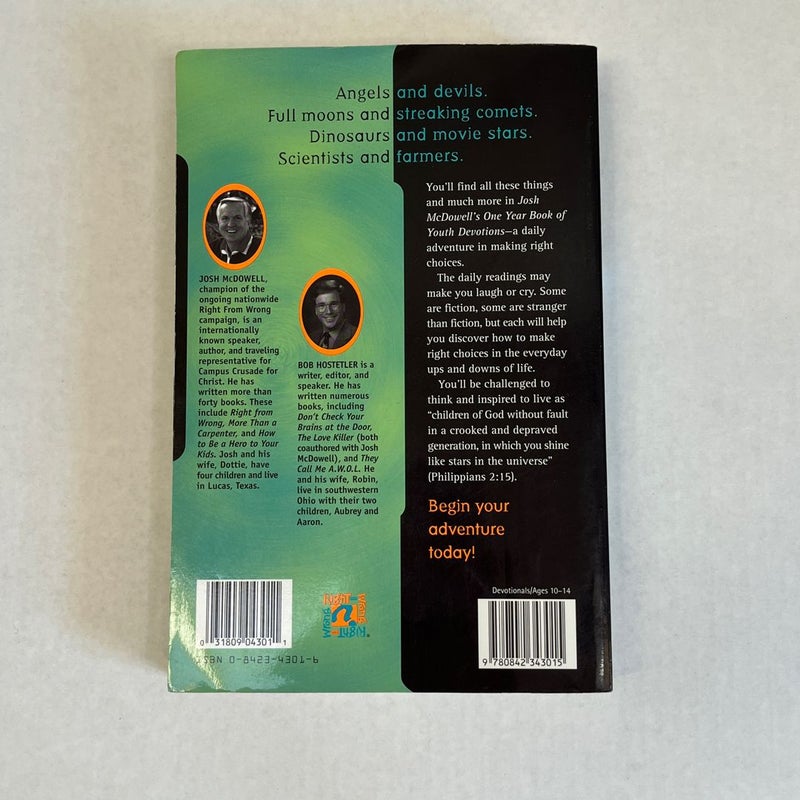 Angels and devils.
Full moons and streaking comets.
Dinosaurs and movie stars.
Scientists and farmers.
JOSH McDOWELL,
champion of the
ongoing nationwide
Right From Wrong
campaign, is an
internationally
known speaker,
author, and traveling
representative for
Campus Crusade for
Christ. He has
written more than
forty books. These
include Right from
Wrong, More Than a
Carpenter, and How
to Be a Hero to Your
Kids. Josh and his
wife, Dottie, have
four children and live
in Lucas, Texas.
BOB HOSTETLER is a
writer, editor, and
speaker. He has
written numerous
books, including
Don't Check Your
Brains at the Door,
The Love Killer (both
coauthored with Josh
McDowell), and They
Call Me A.W.O.L. He
and his wife, Robin,
live in southwestern
Ohio with their two
children, Aubrey and
Aaron.
You'll find all these things
and much more in Josh
McDowell's One Year Book of
Youth Devotions—a daily
adventure in making right
choices.
The daily readings may
make you laugh or cry. Some
are fiction, some are stranger
than fiction, but each will help
you discover how to make
right choices in the everyday
ups and downs of life.
You'll be challenged to
think and inspired to live as
“children of God without fault
in a crooked and depraved
generation, in which you shine
like stars in the universe”
(Philippians 2:15).
Begin your
adventure
today!
0 31809 04301 1
ISBN 0-8423-4301-6
Right
Wrong
Right
Wrong
Devotionals/Ages 10–14
9 780842 343015